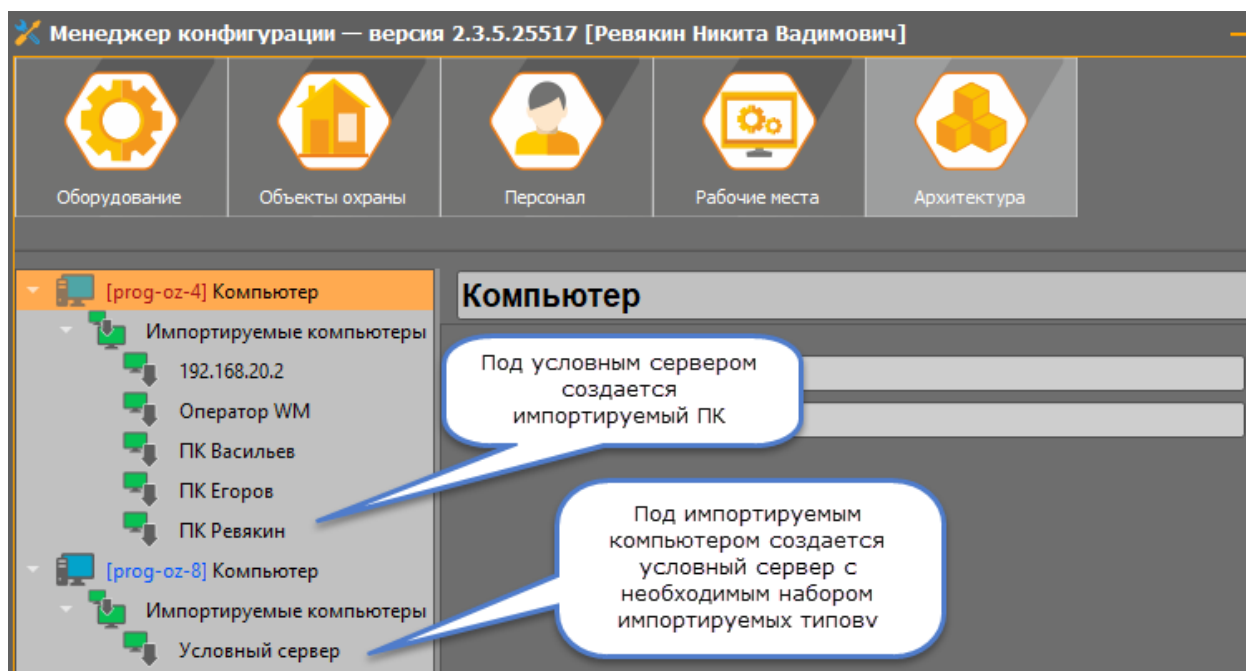 Менеджер конфигурации — версия 2.3.5.25517 [Ревякин Никита Вадимович]
Оборудование
Объекты охраны
Персонал
Рабочие места
Архитектура
[prog-oz-4] Компьютер
Импортируемые компьютеры
192.168.20.2
Оператор WM
ПК Васильев
ПК Егоров
ПК Ревякин
[prog-oz-8] Компьютер
Импортируемые компьютеры
Условный сервер
Компьютер
Под условным сервером
создается
импортируемый ПК
Под импортируемым
компьютером создается
условный сервер с
необходимым набором
импортируемых типовv